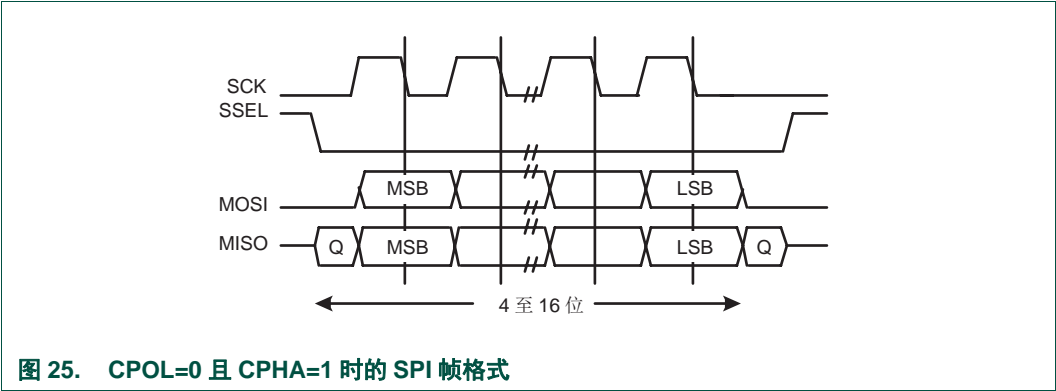 SCK
SSEL
MSB
LSB
MOSI
MISO
Q
MSB
LSB
Q
4 至 16 位
图 25. CPOL=0 且 CPHA=1 时的 SPI 帧格式